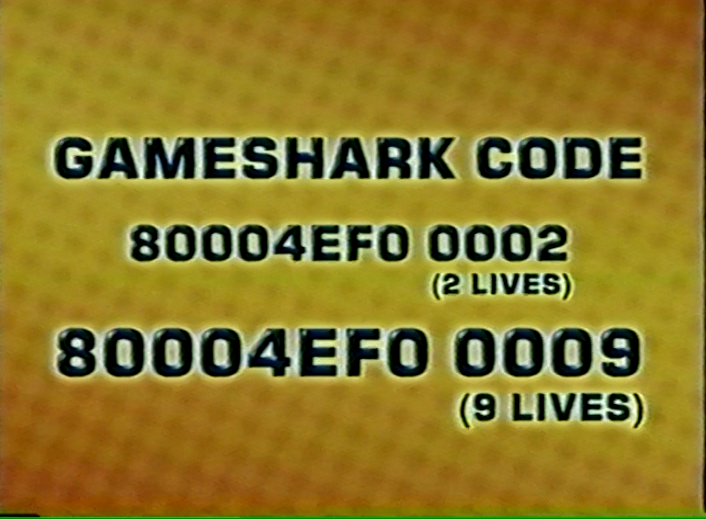 GAMESHARK CODE
80004EF0 0002
(2 LIVES)
80004EF0 0009
(9 LIVES)